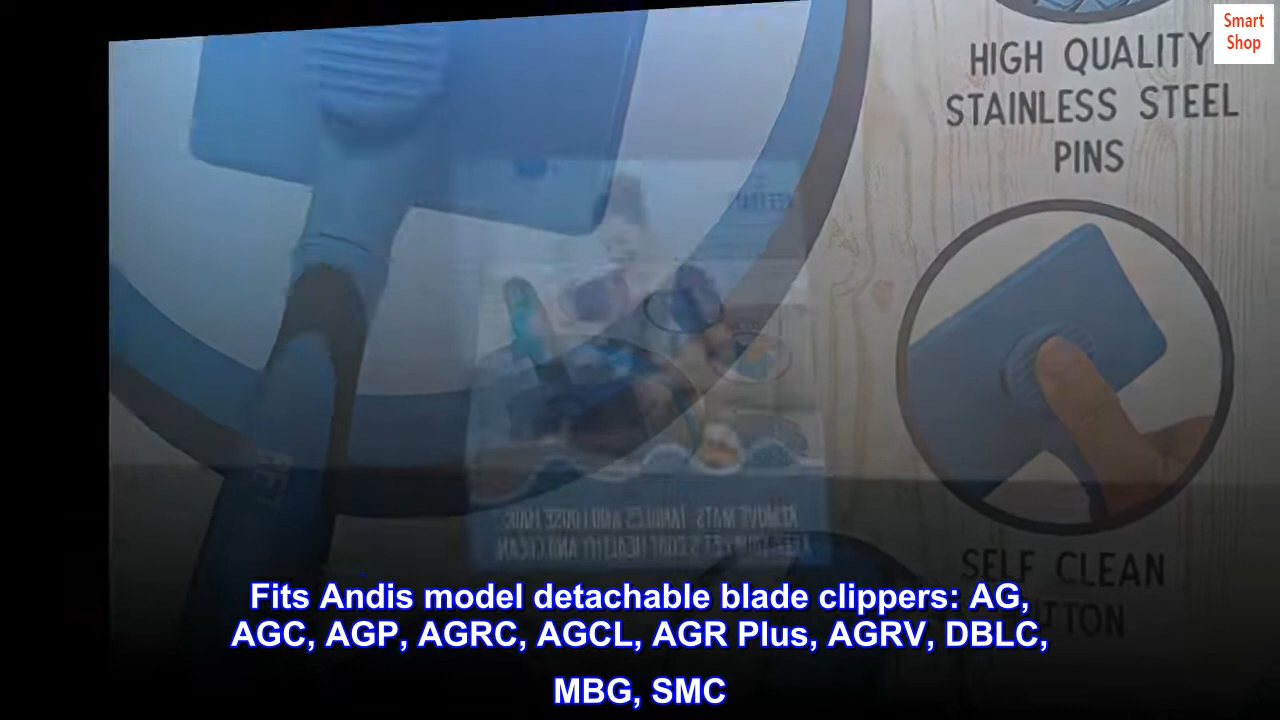 Smart
Shop
HIGH QUALITY
STAINLESS STEEL
PINS
SELF CLEAN
Fits Andis model detachable blade clippers: AG,
AGC, AGP, AGRC, AGCL, AGR Plus, AGRV, DBLC,
MBG, SMC